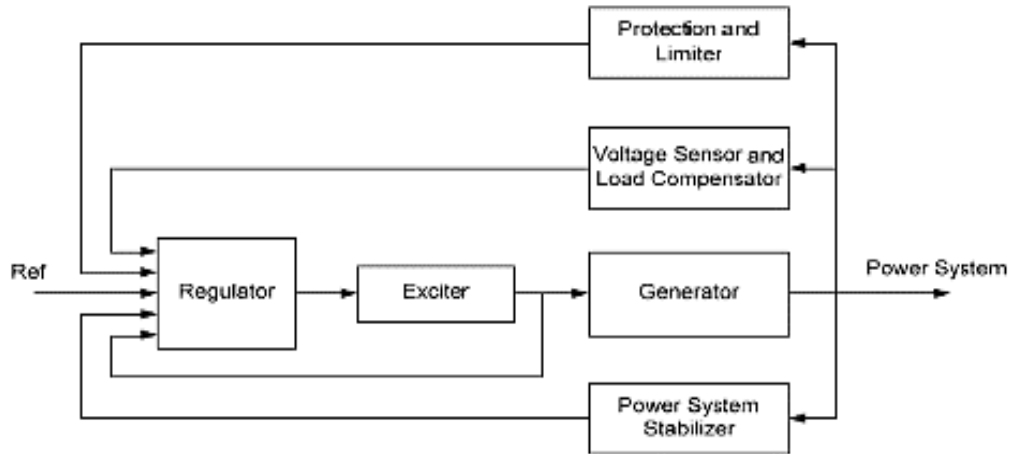 Protection and
Limiter
Voltage Sensor and
Load Compensator
Ref
Regulator
Exciter
Generator
Power System
Power System
Stabilizer